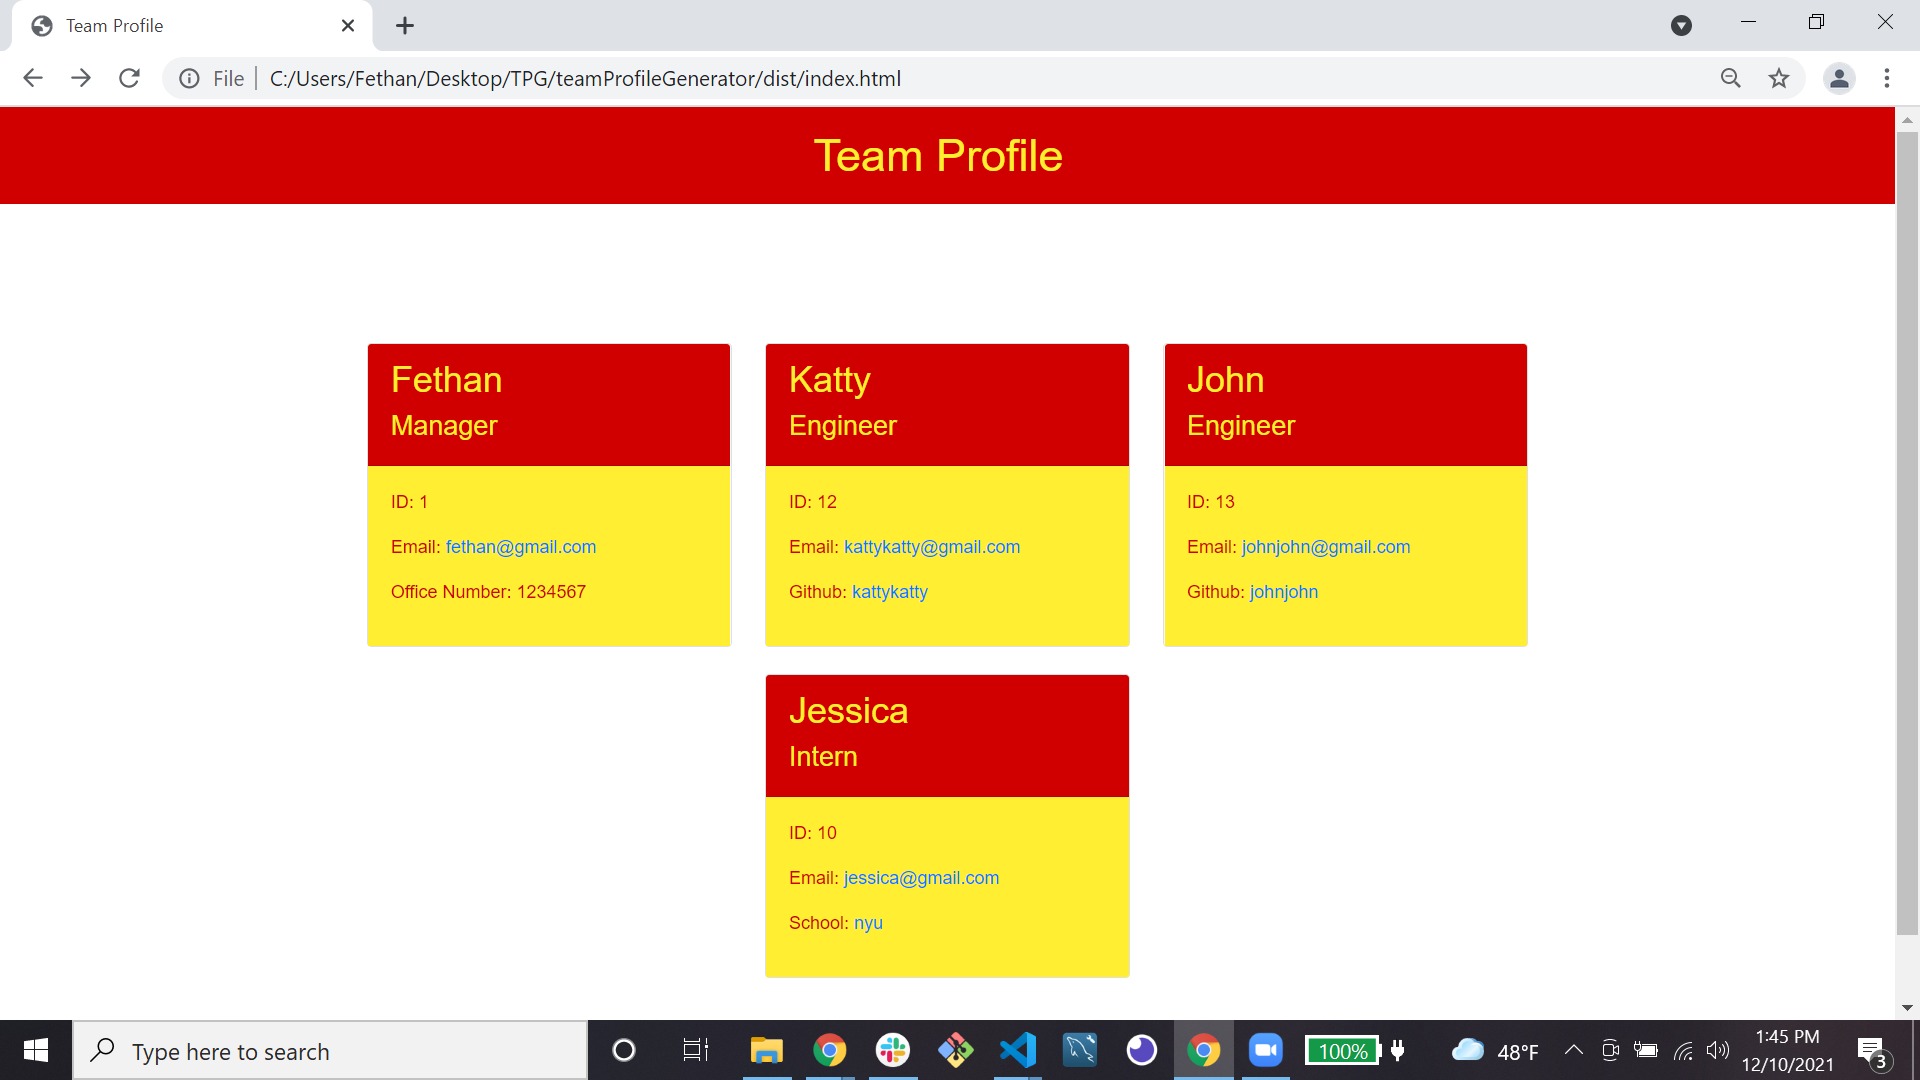 Team Profile
File
C:/Users/Fethan/Desktop/TPG/teamProfileGenerator/dist/index.html
Team Profile
Fethan
Manager
ID: 1
Email: fethan@gmail.com
Office Number: 1234567
Katty
Engineer
ID: 12
Email: kattykatty@gmail.com
Github: kattykatty
John
Engineer
ID: 13
Email: johnjohn@gmail.com
Github: johnjohn
Jessica
Intern
ID: 10
Email: jessica@gmail.com
School: nyu
Type here to search
100%
48°F
1:45 PM
12/10/2021
3